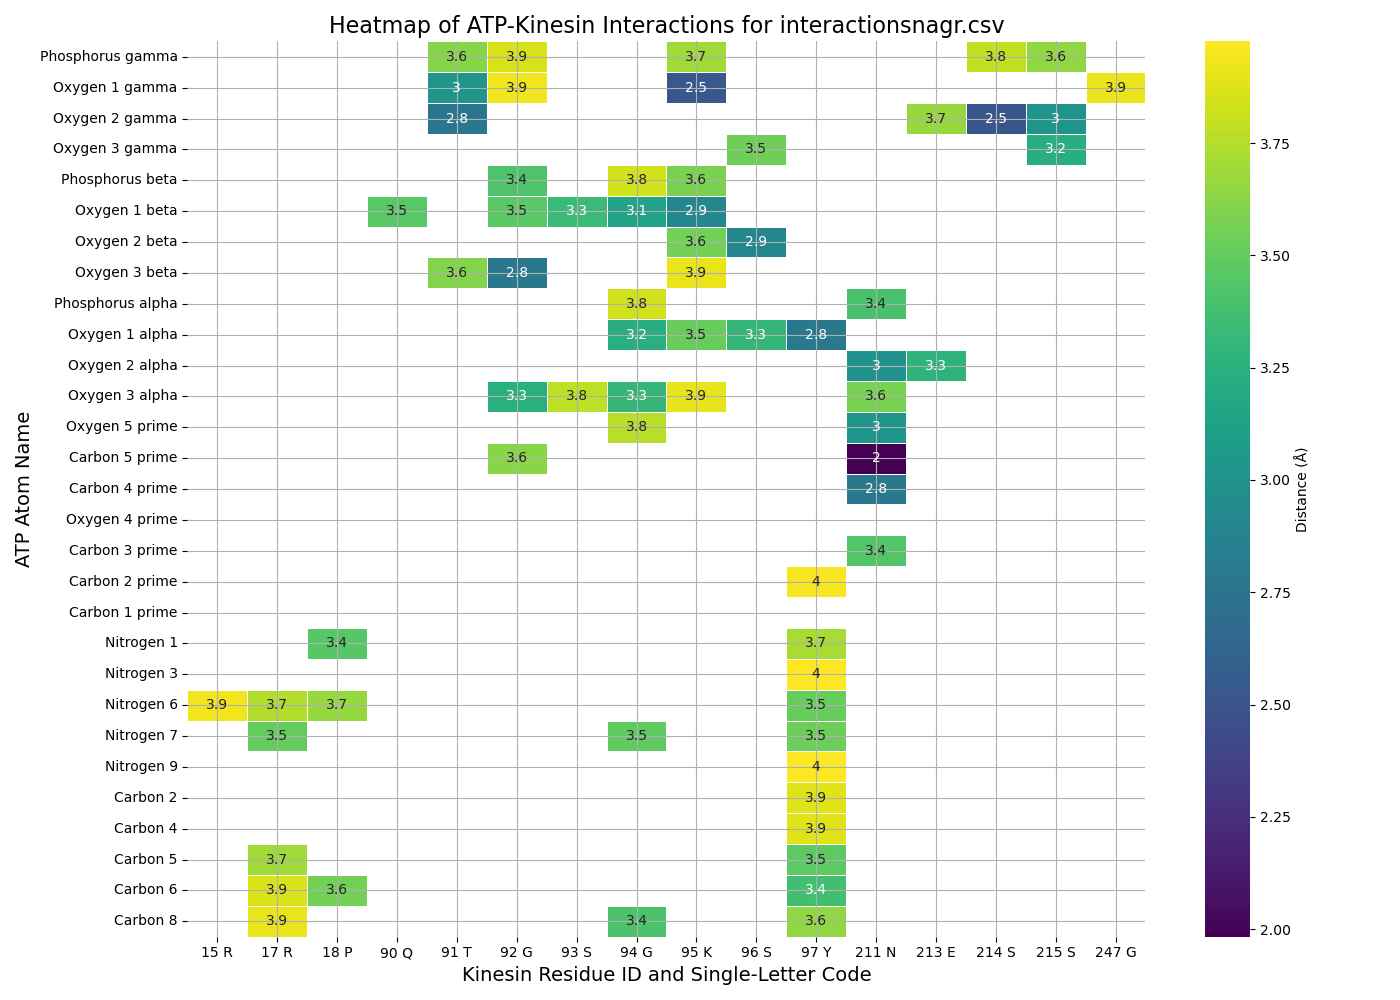 Heatmap of ATP-Kinesin Interactions for interactionsnagr.csv
Phosphorus gamma 3.6 3.9 3.7 3.8 3.6
Oxygen 1 gamma 3 3.9 2.5 3.9
Oxygen 2 gamma 2.8 3.7 2.5 3
Oxygen 3 gamma 3.5 3.2
Phosphorus beta 3.4 3.8 3.6
Oxygen 1 beta 3.5 3.5 3.3 3.1 2.9
Oxygen 2 beta 3.6 2.9
Oxygen 3 beta 3.6 2.8 3.9
Phosphorus alpha 3.8 3.4
Oxygen 1 alpha 3.2 3.5 3.3 2.8
Oxygen 2 alpha 3 3.3
Oxygen 3 alpha 3.3 3.8 3.3 3.9 3.6
Oxygen 5 prime 3.8 3
Carbon 5 prime 3.6 2
Carbon 4 prime 2.8
Oxygen 4 prime
Carbon 3 prime 3.4
Carbon 2 prime 4
Carbon 1 prime
Nitrogen 1 3.4 3.7
Nitrogen 3 4
Nitrogen 6 3.9 3.7 3.7 3.5
Nitrogen 7 3.5 3.5 3.5
Nitrogen 9 4
Carbon 2 3.9
Carbon 4 3.9
Carbon 5 3.7 3.5
Carbon 6 3.9 3.6 3.4
Carbon 8 3.9 3.4 3.6
15 R 17 R 18 P 90 Q 91 T 92 G 93 S 94 G 95 K 96 S 97 Y 211 N 213 E 214 S 215 S 247 G
Kinesin Residue ID and Single-Letter Code
ATP Atom Name
3.75
3.50
3.25
3.00
2.75
2.50
2.25
2.00
Distance (Å)